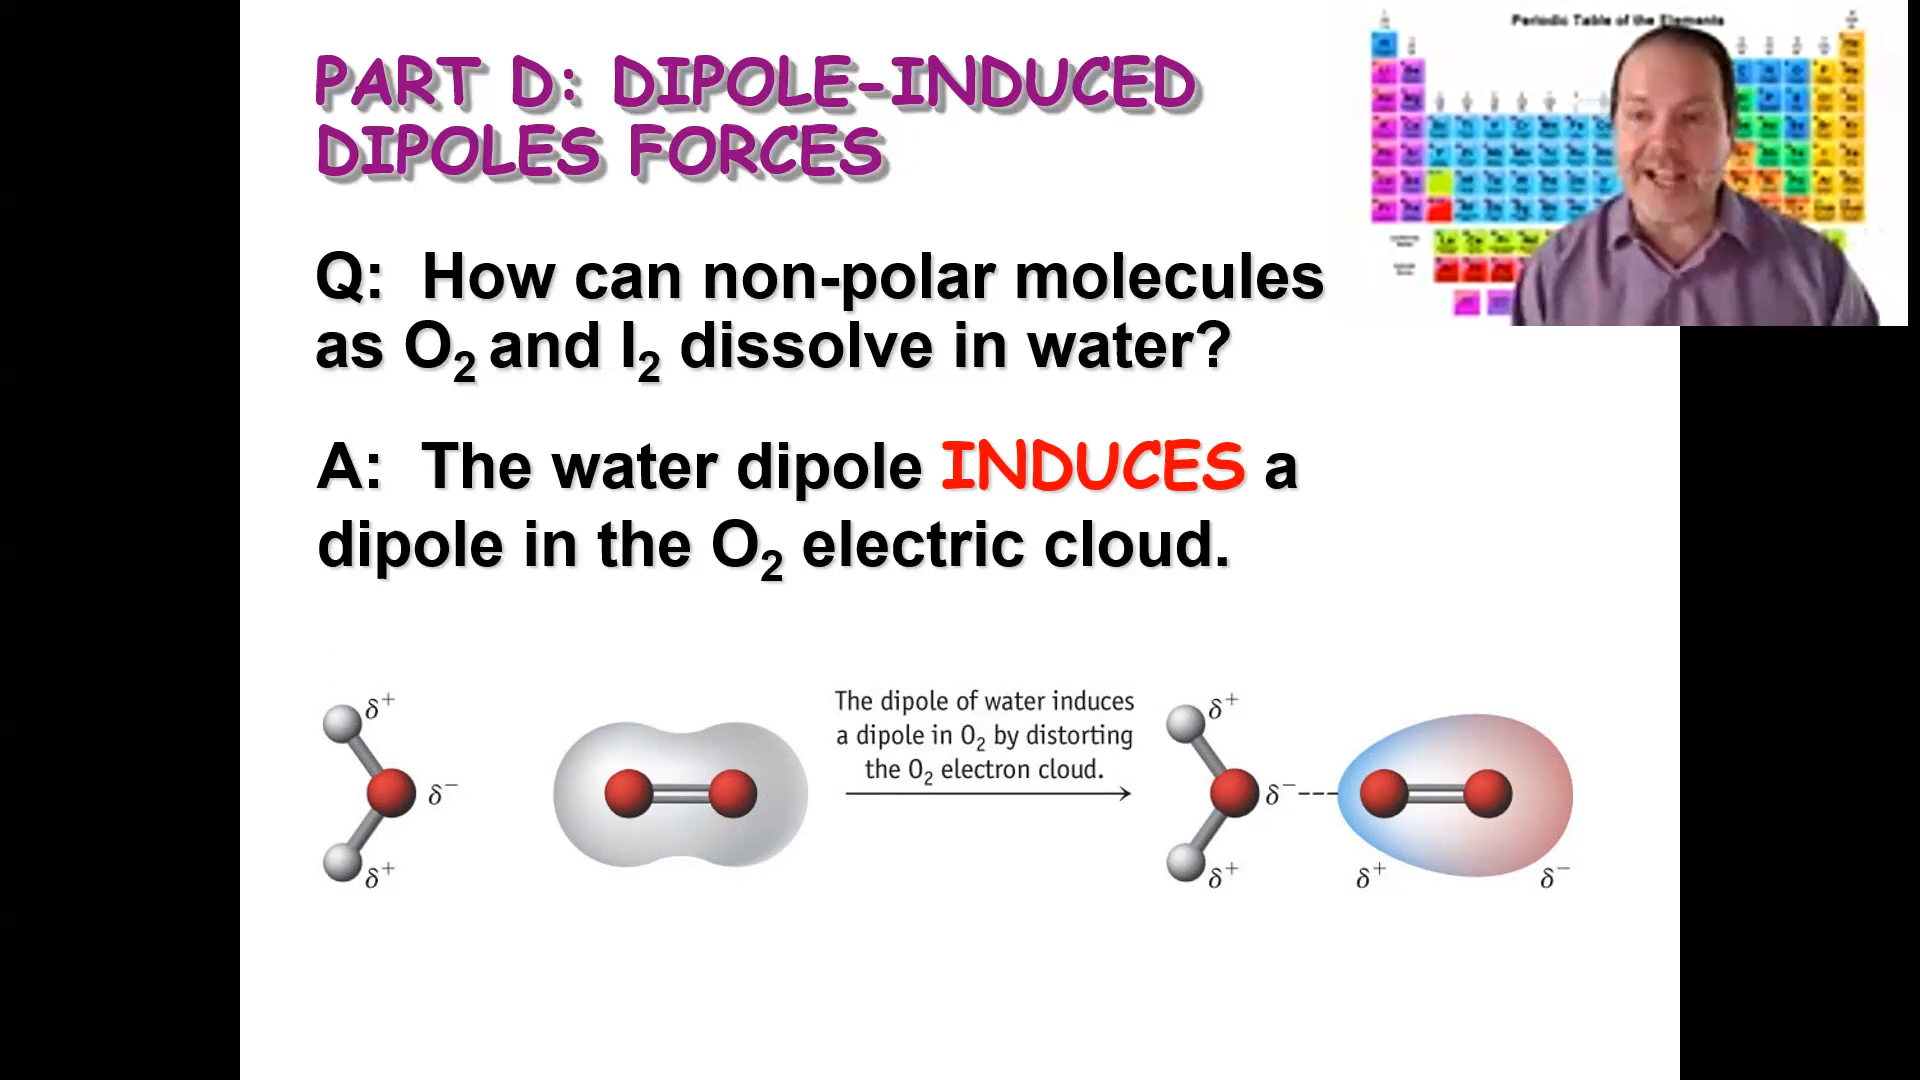 PART D: DIPOLE-INDUCED
DIPOLES FORCES
Periodic Table of the Elements
Q: How can non-polar molecules
as O₂ and I₂ dissolve in water?
A: The water dipole INDUCES a
dipole in the O₂ electric cloud.
The dipole of water induces
a dipole in O₂ by distorting
the O₂ electron cloud.
δ⁺
δ⁻
δ⁺
δ⁺
δ⁻
δ⁺
δ⁺
δ⁻